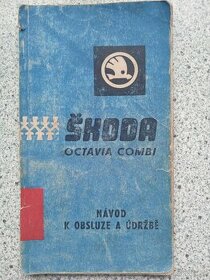 ŠKODA
OCTAVIA COMBI
NÁVOD
K OBSLUZE A ÚDRŽBĚ